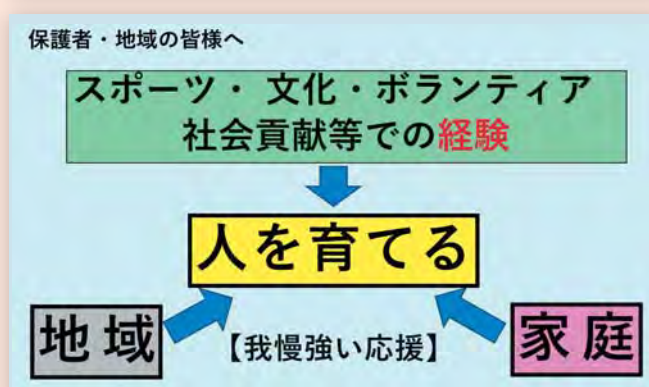 保護者・地域の皆様へ
スポーツ・ 文化・ボランティア
社会貢献等での経験
人を育てる
地 域
【我慢強い応援】
家 庭